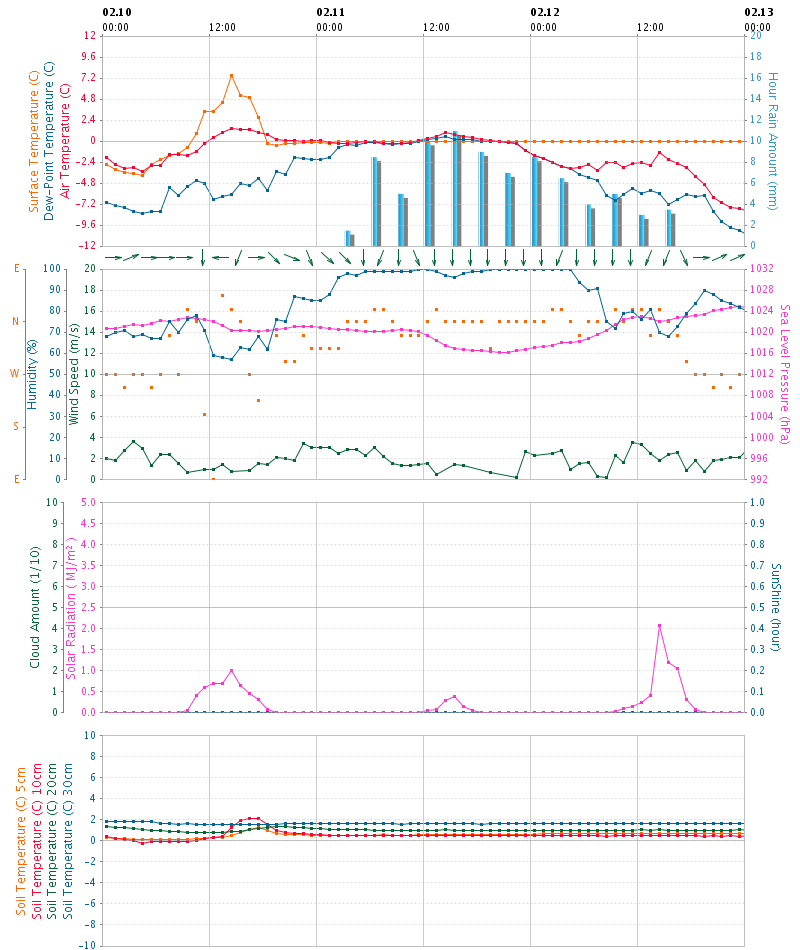 02.10 02.11 02.12 02.13
00:00 12:00 00:00 12:00 00:00 12:00 00:00
Surface Temperature (C)
Dew-Point Temperature (C)
Air Temperature (C)
12 9.6 7.2 4.8 2.4 0 -2.4 -4.8 -7.2 -9.6 -12
20 18 16 14 12 10 8 6 4 2 0
Hour Rain Amount (mm)
E N W S E
Humidity (%)
100 90 80 70 60 50 40 30 20 10 0
Wind Speed (m/s)
20 18 16 14 12 10 8 6 4 2 0
1032 1028 1024 1020 1016 1012 1008 1004 1000 996 992
Sea Level Pressure (hPa)
Cloud Amount (1/10)
10 9 8 7 6 5 4 3 2 1 0
Solar Radiation ( MJ/m² )
5.0 4.5 4.0 3.5 3.0 2.5 2.0 1.5 1.0 0.5 0.0
1.0 0.9 0.8 0.7 0.6 0.5 0.4 0.3 0.2 0.1 0.0
SunShine (hour)
Soil Temperature (C) 5cm
Soil Temperature (C) 10cm
Soil Temperature (C) 20cm
Soil Temperature (C) 30cm
10 8 6 4 2 0 -2 -4 -6 -8 -10